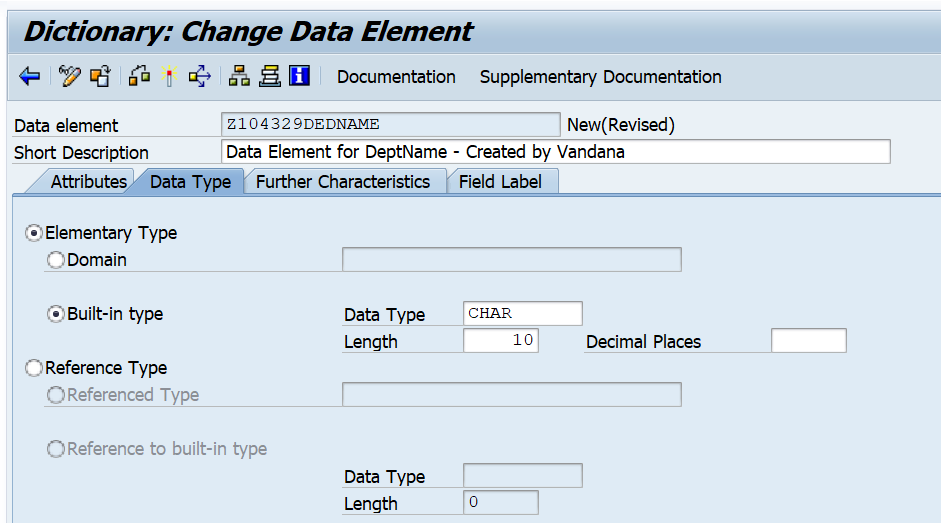 Dictionary: Change Data Element
Documentation Supplementary Documentation
Data element Z104329DEDNAME New(Revised)
Short Description Data Element for DeptName - Created by Vandana
Attributes Data Type Further Characteristics Field Label
Elementary Type
Domain
Built-in type Data Type CHAR
Length 10 Decimal Places
Reference Type
Referenced Type
Reference to built-in type
Data Type
Length 0